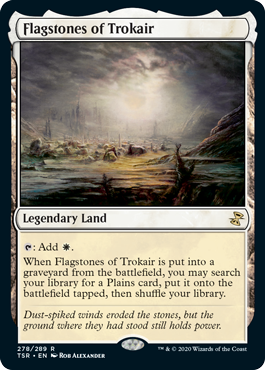 Flagstones of Trokair
Legendary Land
: Add .
When Flagstones of Trokair is put into a
graveyard from the battlefield, you may search
your library for a Plains card, put it onto the
battlefield tapped, then shuffle your library.
Dust-spiked winds eroded the stones, but the
ground where they had stood still holds power.
278/289 R
TSR • EN Rob Alexander
™ & © 2020 Wizards of the Coast